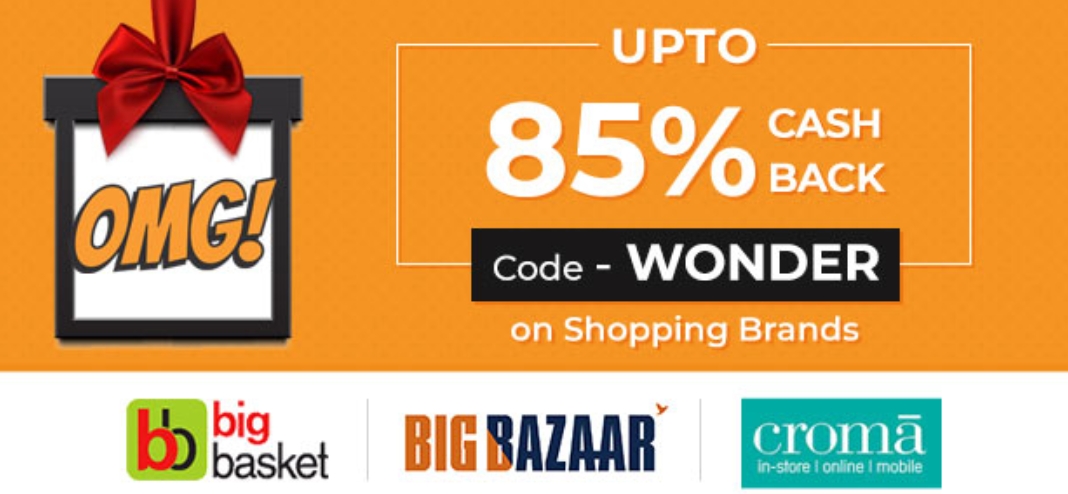 OMG!
UPTO
85% CASH BACK
Code - WONDER
on Shopping Brands
bb big basket
BIG BAZAAR
cromā
in-store | online | mobile